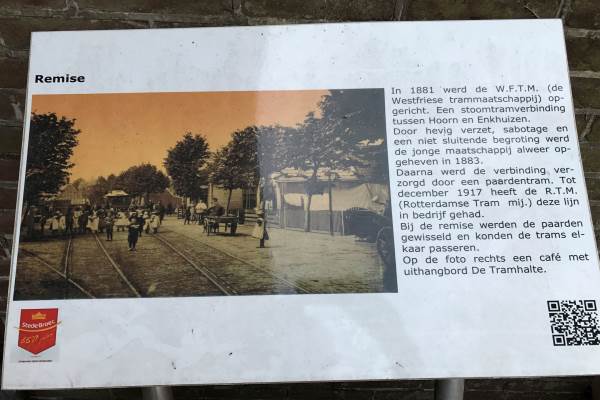 Remise
In 1881 werd de W.F.T.M. (de
Westfriese trammaatschappij) op-
gericht. Een stoomtramverbinding
tussen Hoorn en Enkhuizen.
Door hevig verzet, sabotage en
een niet sluitende begroting werd
de jonge maatschappij alweer op-
geheven in 1883.
Daarna werd de verbinding ver-
zorgd door een paardentram. Tot
december 1917 heeft de R.T.M.
(Rotterdamse Tram mij.) deze lijn
in bedrijf gehad.
Bij de remise werden de paarden
gewisseld en konden de trams el-
kaar passeren.
Op de foto rechts een café met
uithangbord De Tramhalte.
Stede Broec
650 jaar